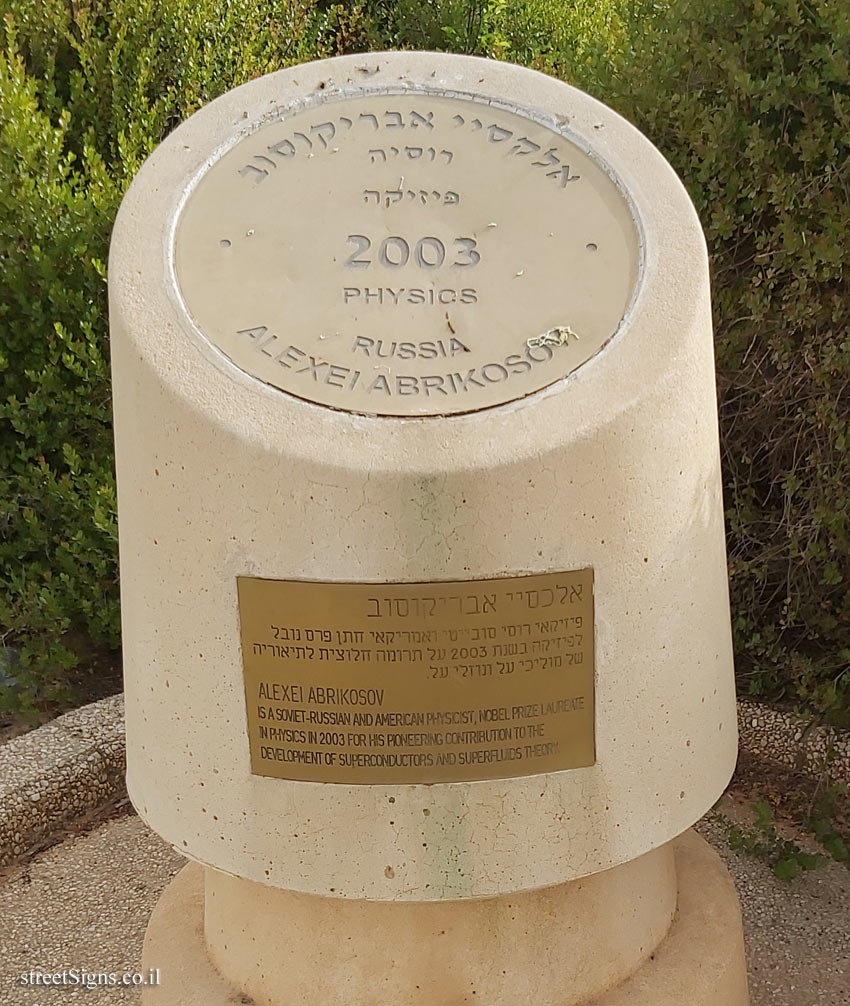 אלקסיי אבריקוסוב
רוסיה
פיזיקה
2003
PHYSICS
RUSSIA
ALEXEI ABRIKOSOV
אלכסיי אבריקוסוב
פיזיקאי רוסי סובייטי ואמריקאי חתן פרס נובל
לפיזיקה בשנת 2003 על תרומה חלוצית לתיאוריה
של מוליכי על ונוזלי על.
ALEXEI ABRIKOSOV
IS A SOVIET-RUSSIAN AND AMERICAN PHYSICIST, NOBEL PRIZE LAUREATE
IN PHYSICS IN 2003 FOR HIS PIONEERING CONTRIBUTION TO THE
DEVELOPMENT OF SUPERCONDUCTORS AND SUPERFLUIDS THEORY.
streetSigns.co.il